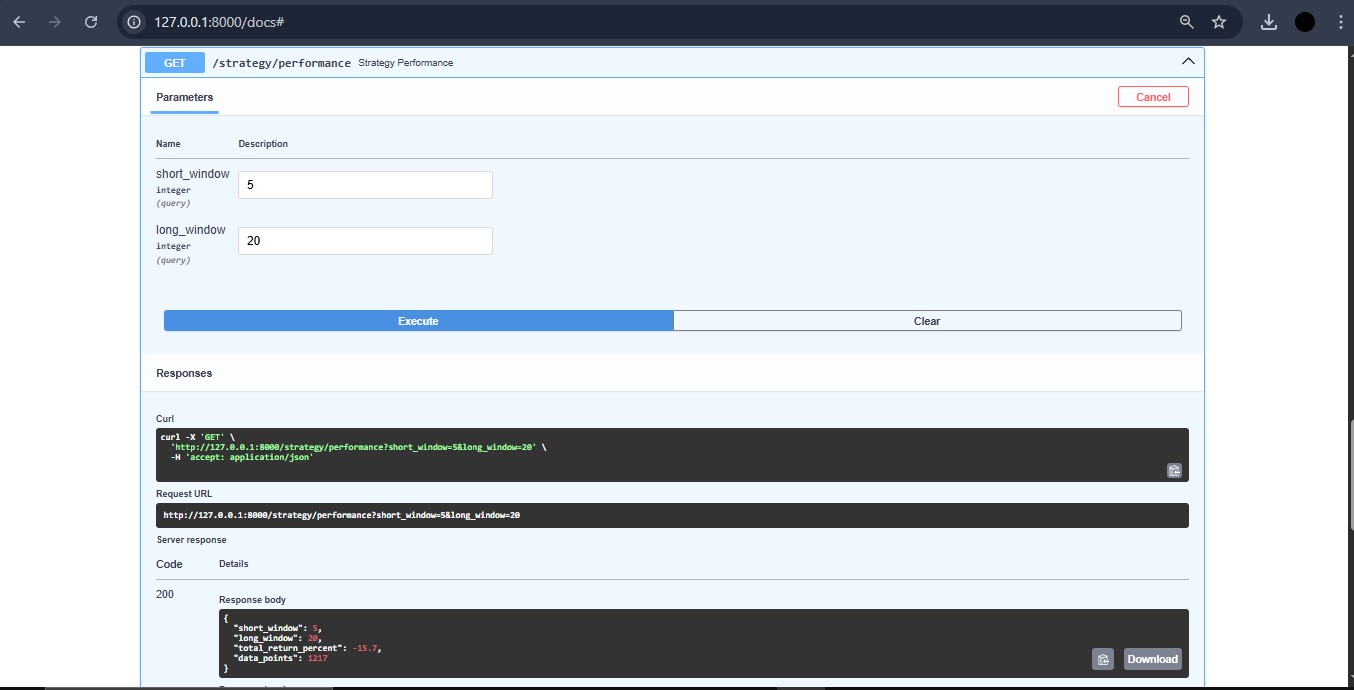 127.0.0.1:8000/docs#
GET /strategy/performance Strategy Performance
Parameters Cancel
Name Description
short_window 5
integer
(query)
long_window 20
integer
(query)
Execute Clear
Responses
Curl
curl -X 'GET' \
'http://127.0.0.1:8000/strategy/performance?short_window=5&long_window=20' \
-H 'accept: application/json'
Request URL
http://127.0.0.1:8000/strategy/performance?short_window=5&long_window=20
Server response
Code Details
200
Response body
{
"short_window": 5,
"long_window": 20,
"total_return_percent": -15.7,
"data_points": 1217
}
Download